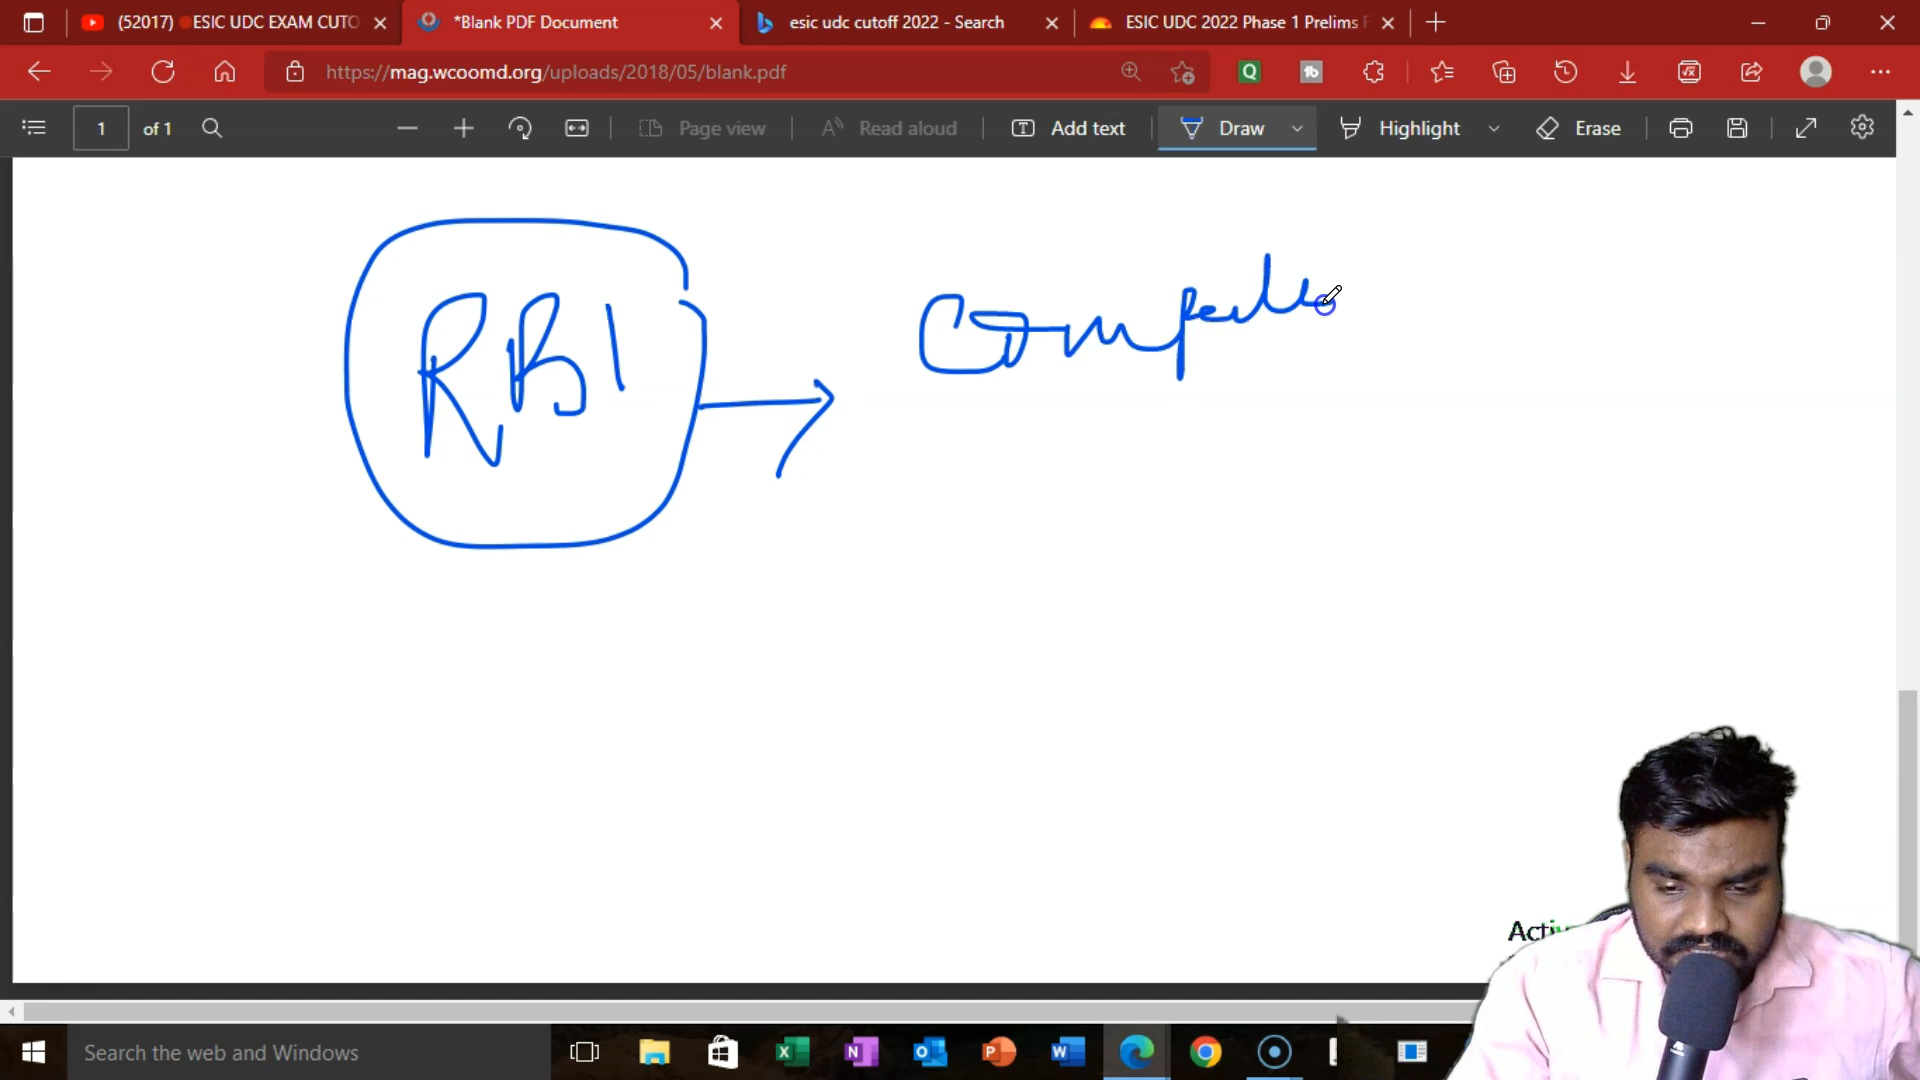 (52017) ESIC UDC EXAM CUTO
*Blank PDF Document
esic udc cutoff 2022 - Search
ESIC UDC 2022 Phase 1 Prelims
https://mag.wcoomd.org/uploads/2018/05/blank.pdf
1 of 1
Page view
Read aloud
Add text
Draw
Highlight
Erase
RBI
Search the web and Windows